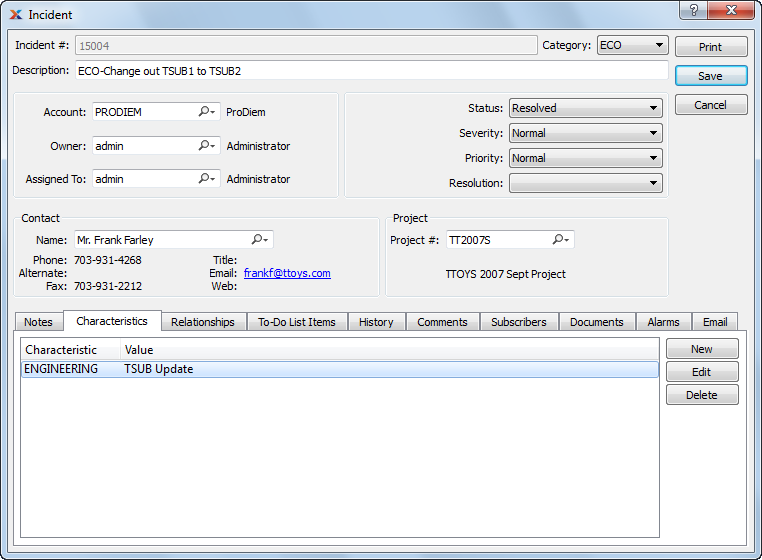 Incident
?
Incident #: 15004 Category: ECO
Print
Description: ECO-Change out TSUB1 to TSUB2
Save
Cancel
Account: PRODIEM ProDiem
Owner: admin Administrator
Assigned To: admin Administrator
Status: Resolved
Severity: Normal
Priority: Normal
Resolution:
Contact
Name: Mr. Frank Farley
Phone: 703-931-4268 Title:
Alternate: Email: frankf@ttoys.com
Fax: 703-931-2212 Web:
Project
Project #: TT2007S
TTOYS 2007 Sept Project
Notes Characteristics Relationships To-Do List Items History Comments Subscribers Documents Alarms Email
Characteristic Value
ENGINEERING TSUB Update
New
Edit
Delete